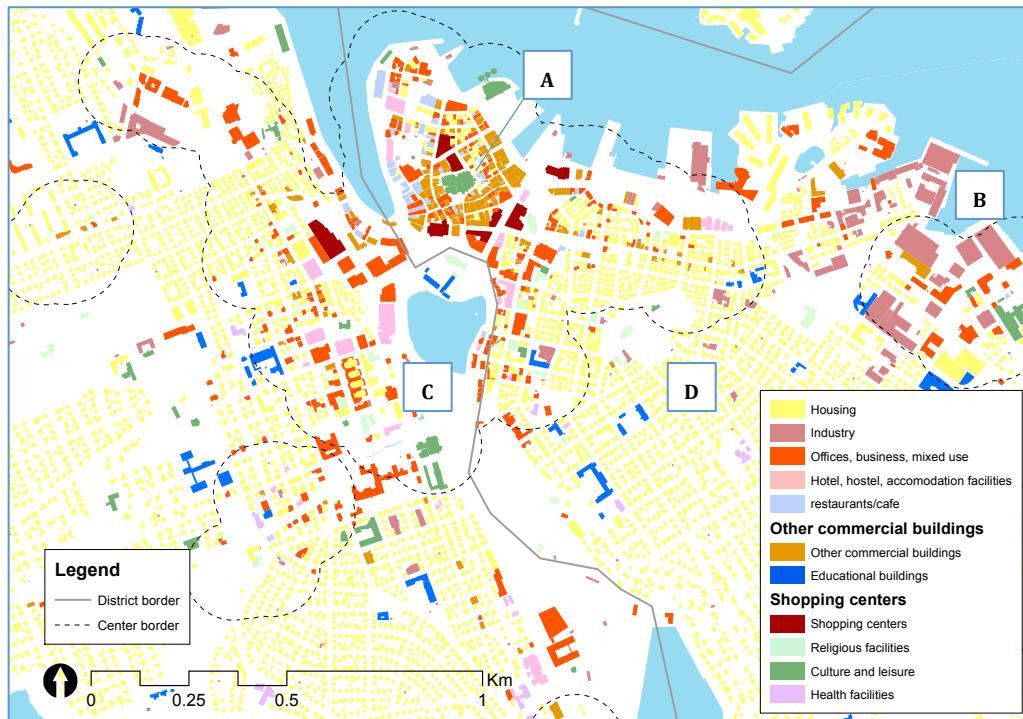 A
B
C
D
Housing
Industry
Offices, business, mixed use
Hotel, hostel, accomodation facilities
restaurants/cafe
Other commercial buildings
Other commercial buildings
Educational buildings
Shopping centers
Shopping centers
Religious facilities
Culture and leisure
Health facilities
Legend
District border
Center border
Km
0 0.25 0.5 1